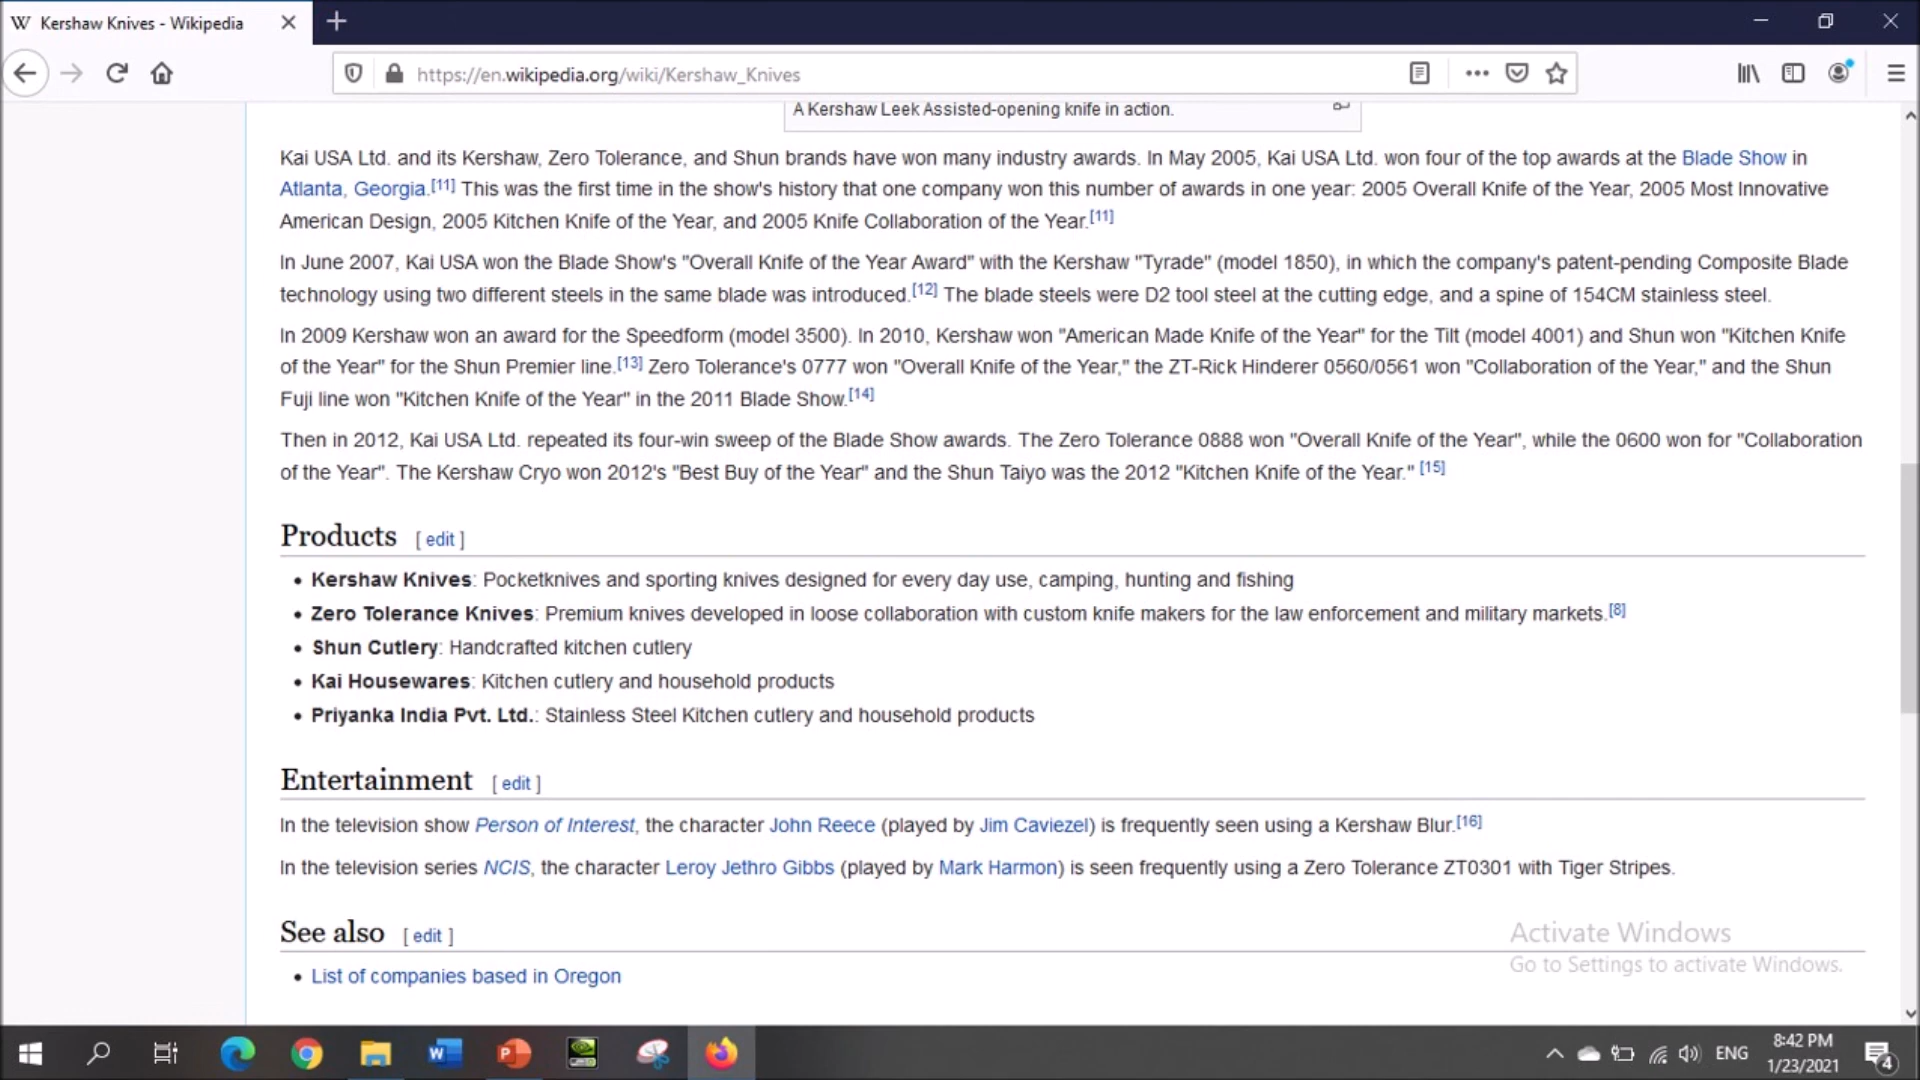 Kershaw Knives - Wikipedia
https://en.wikipedia.org/wiki/Kershaw_Knives
A Kershaw Leek Assisted-opening knife in action.
Kai USA Ltd. and its Kershaw, Zero Tolerance, and Shun brands have won many industry awards. In May 2005, Kai USA Ltd. won four of the top awards at the Blade Show in
Atlanta, Georgia.[11] This was the first time in the show's history that one company won this number of awards in one year: 2005 Overall Knife of the Year, 2005 Most Innovative
American Design, 2005 Kitchen Knife of the Year, and 2005 Knife Collaboration of the Year.[11]
In June 2007, Kai USA won the Blade Show's "Overall Knife of the Year Award" with the Kershaw "Tyrade" (model 1850), in which the company's patent-pending Composite Blade
technology using two different steels in the same blade was introduced.[12] The blade steels were D2 tool steel at the cutting edge, and a spine of 154CM stainless steel.
In 2009 Kershaw won an award for the Speedform (model 3500). In 2010, Kershaw won "American Made Knife of the Year" for the Tilt (model 4001) and Shun won "Kitchen Knife
of the Year" for the Shun Premier line.[13] Zero Tolerance's 0777 won "Overall Knife of the Year," the ZT-Rick Hinderer 0560/0561 won "Collaboration of the Year," and the Shun
Fuji line won "Kitchen Knife of the Year" in the 2011 Blade Show.[14]
Then in 2012, Kai USA Ltd. repeated its four-win sweep of the Blade Show awards. The Zero Tolerance 0888 won "Overall Knife of the Year", while the 0600 won for "Collaboration
of the Year". The Kershaw Cryo won 2012's "Best Buy of the Year" and the Shun Taiyo was the 2012 "Kitchen Knife of the Year." [15]
Products [ edit ]
• Kershaw Knives: Pocketknives and sporting knives designed for every day use, camping, hunting and fishing
• Zero Tolerance Knives: Premium knives developed in loose collaboration with custom knife makers for the law enforcement and military markets.[8]
• Shun Cutlery: Handcrafted kitchen cutlery
• Kai Housewares: Kitchen cutlery and household products
• Priyanka India Pvt. Ltd.: Stainless Steel Kitchen cutlery and household products
Entertainment [ edit ]
In the television show Person of Interest, the character John Reece (played by Jim Caviezel) is frequently seen using a Kershaw Blur.[16]
In the television series NCIS, the character Leroy Jethro Gibbs (played by Mark Harmon) is seen frequently using a Zero Tolerance ZT0301 with Tiger Stripes.
See also [ edit ]
• List of companies based in Oregon
Activate Windows
Go to Settings to activate Windows.
ENG
8:42 PM
1/23/2021
4